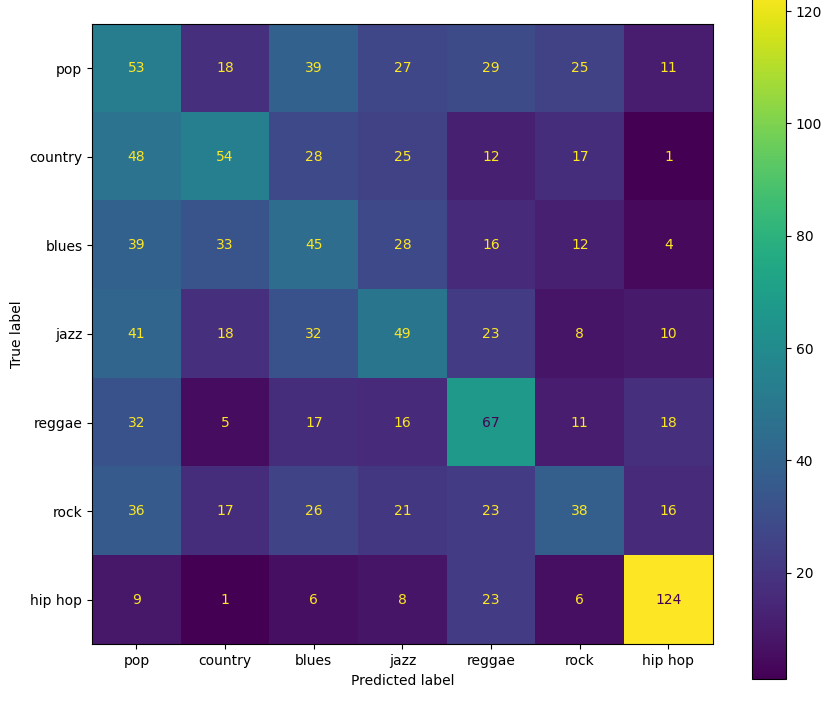 120
pop 53 18 39 27 29 25 11
100
country 48 54 28 25 12 17 1
80
blues 39 33 45 28 16 12 4
True label
jazz 41 18 32 49 23 8 10
60
reggae 32 5 17 16 67 11 18
40
rock 36 17 26 21 23 38 16
20
hip hop 9 1 6 8 23 6 124
pop country blues jazz reggae rock hip hop
Predicted label